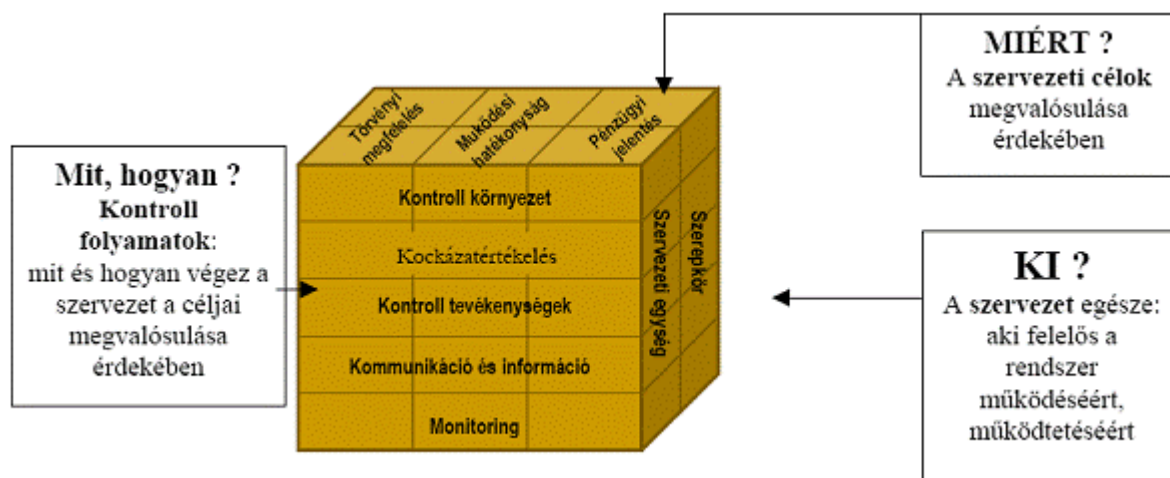 MIÉRT ?
A szervezeti célok
megvalósulása
érdekében
Törvényi
megfelelés
Muködési
hatékonyság
Pénzügyi
jelentés
Mit, hogyan ?
Kontroll
folyamatok:
mit és hogyan végez a
szervezet a céljai
megvalósulása
érdekében
Kontroll környezet
Kockázatértékelés
Kontroll tevékenységek
Kommunikáció és információ
Monitoring
Szervezeti egység
Szerepkör
KI ?
A szervezet egésze:
aki felelős a
rendszer
működéséért,
működtetéséért